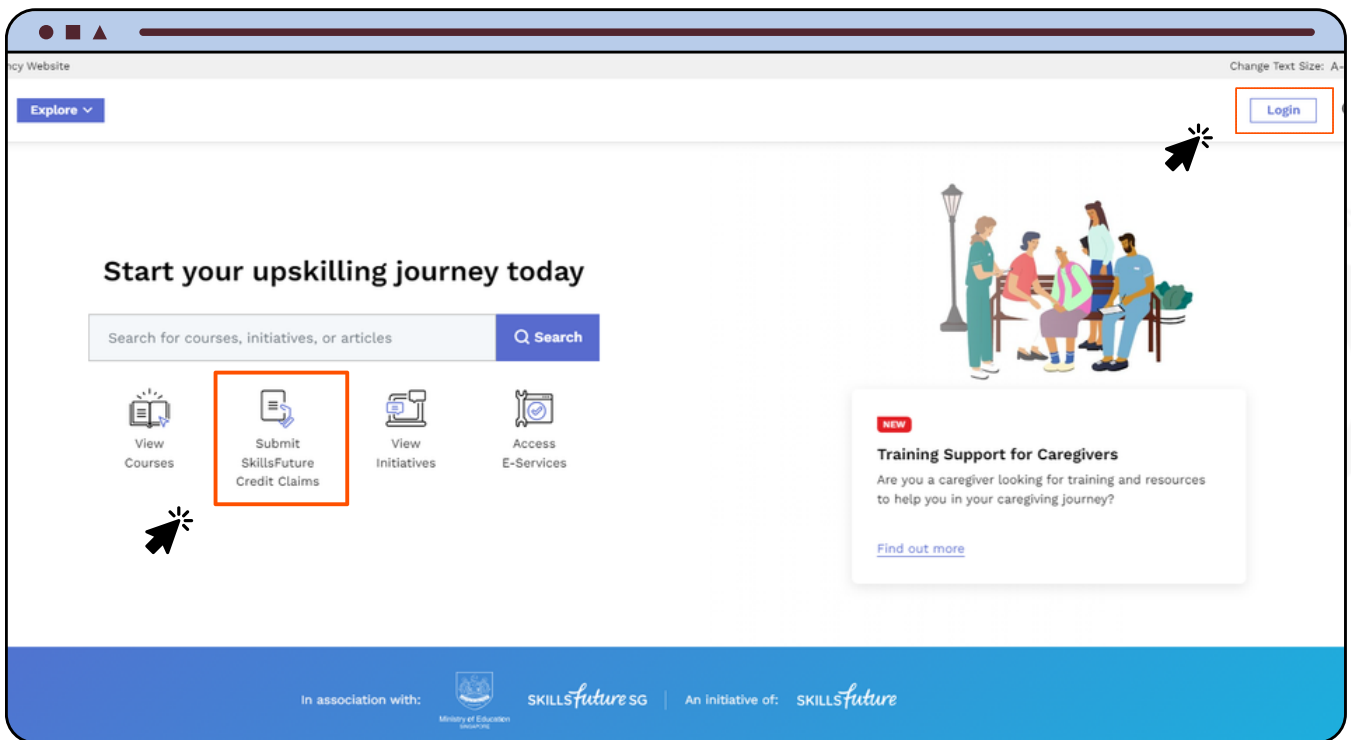 ncy Website
Change Text Size: A-
Explore
Login
Start your upskilling journey today
Search for courses, initiatives, or articles
Search
View
Courses
Submit
SkillsFuture
Credit Claims
View
Initiatives
Access
E-Services
NEW
Training Support for Caregivers
Are you a caregiver looking for training and resources
to help you in your caregiving journey?
Find out more
In association with:
Ministry of Education
SINGAPORE
SKILLSfuture SG
An initiative of:
SKILLSfuture